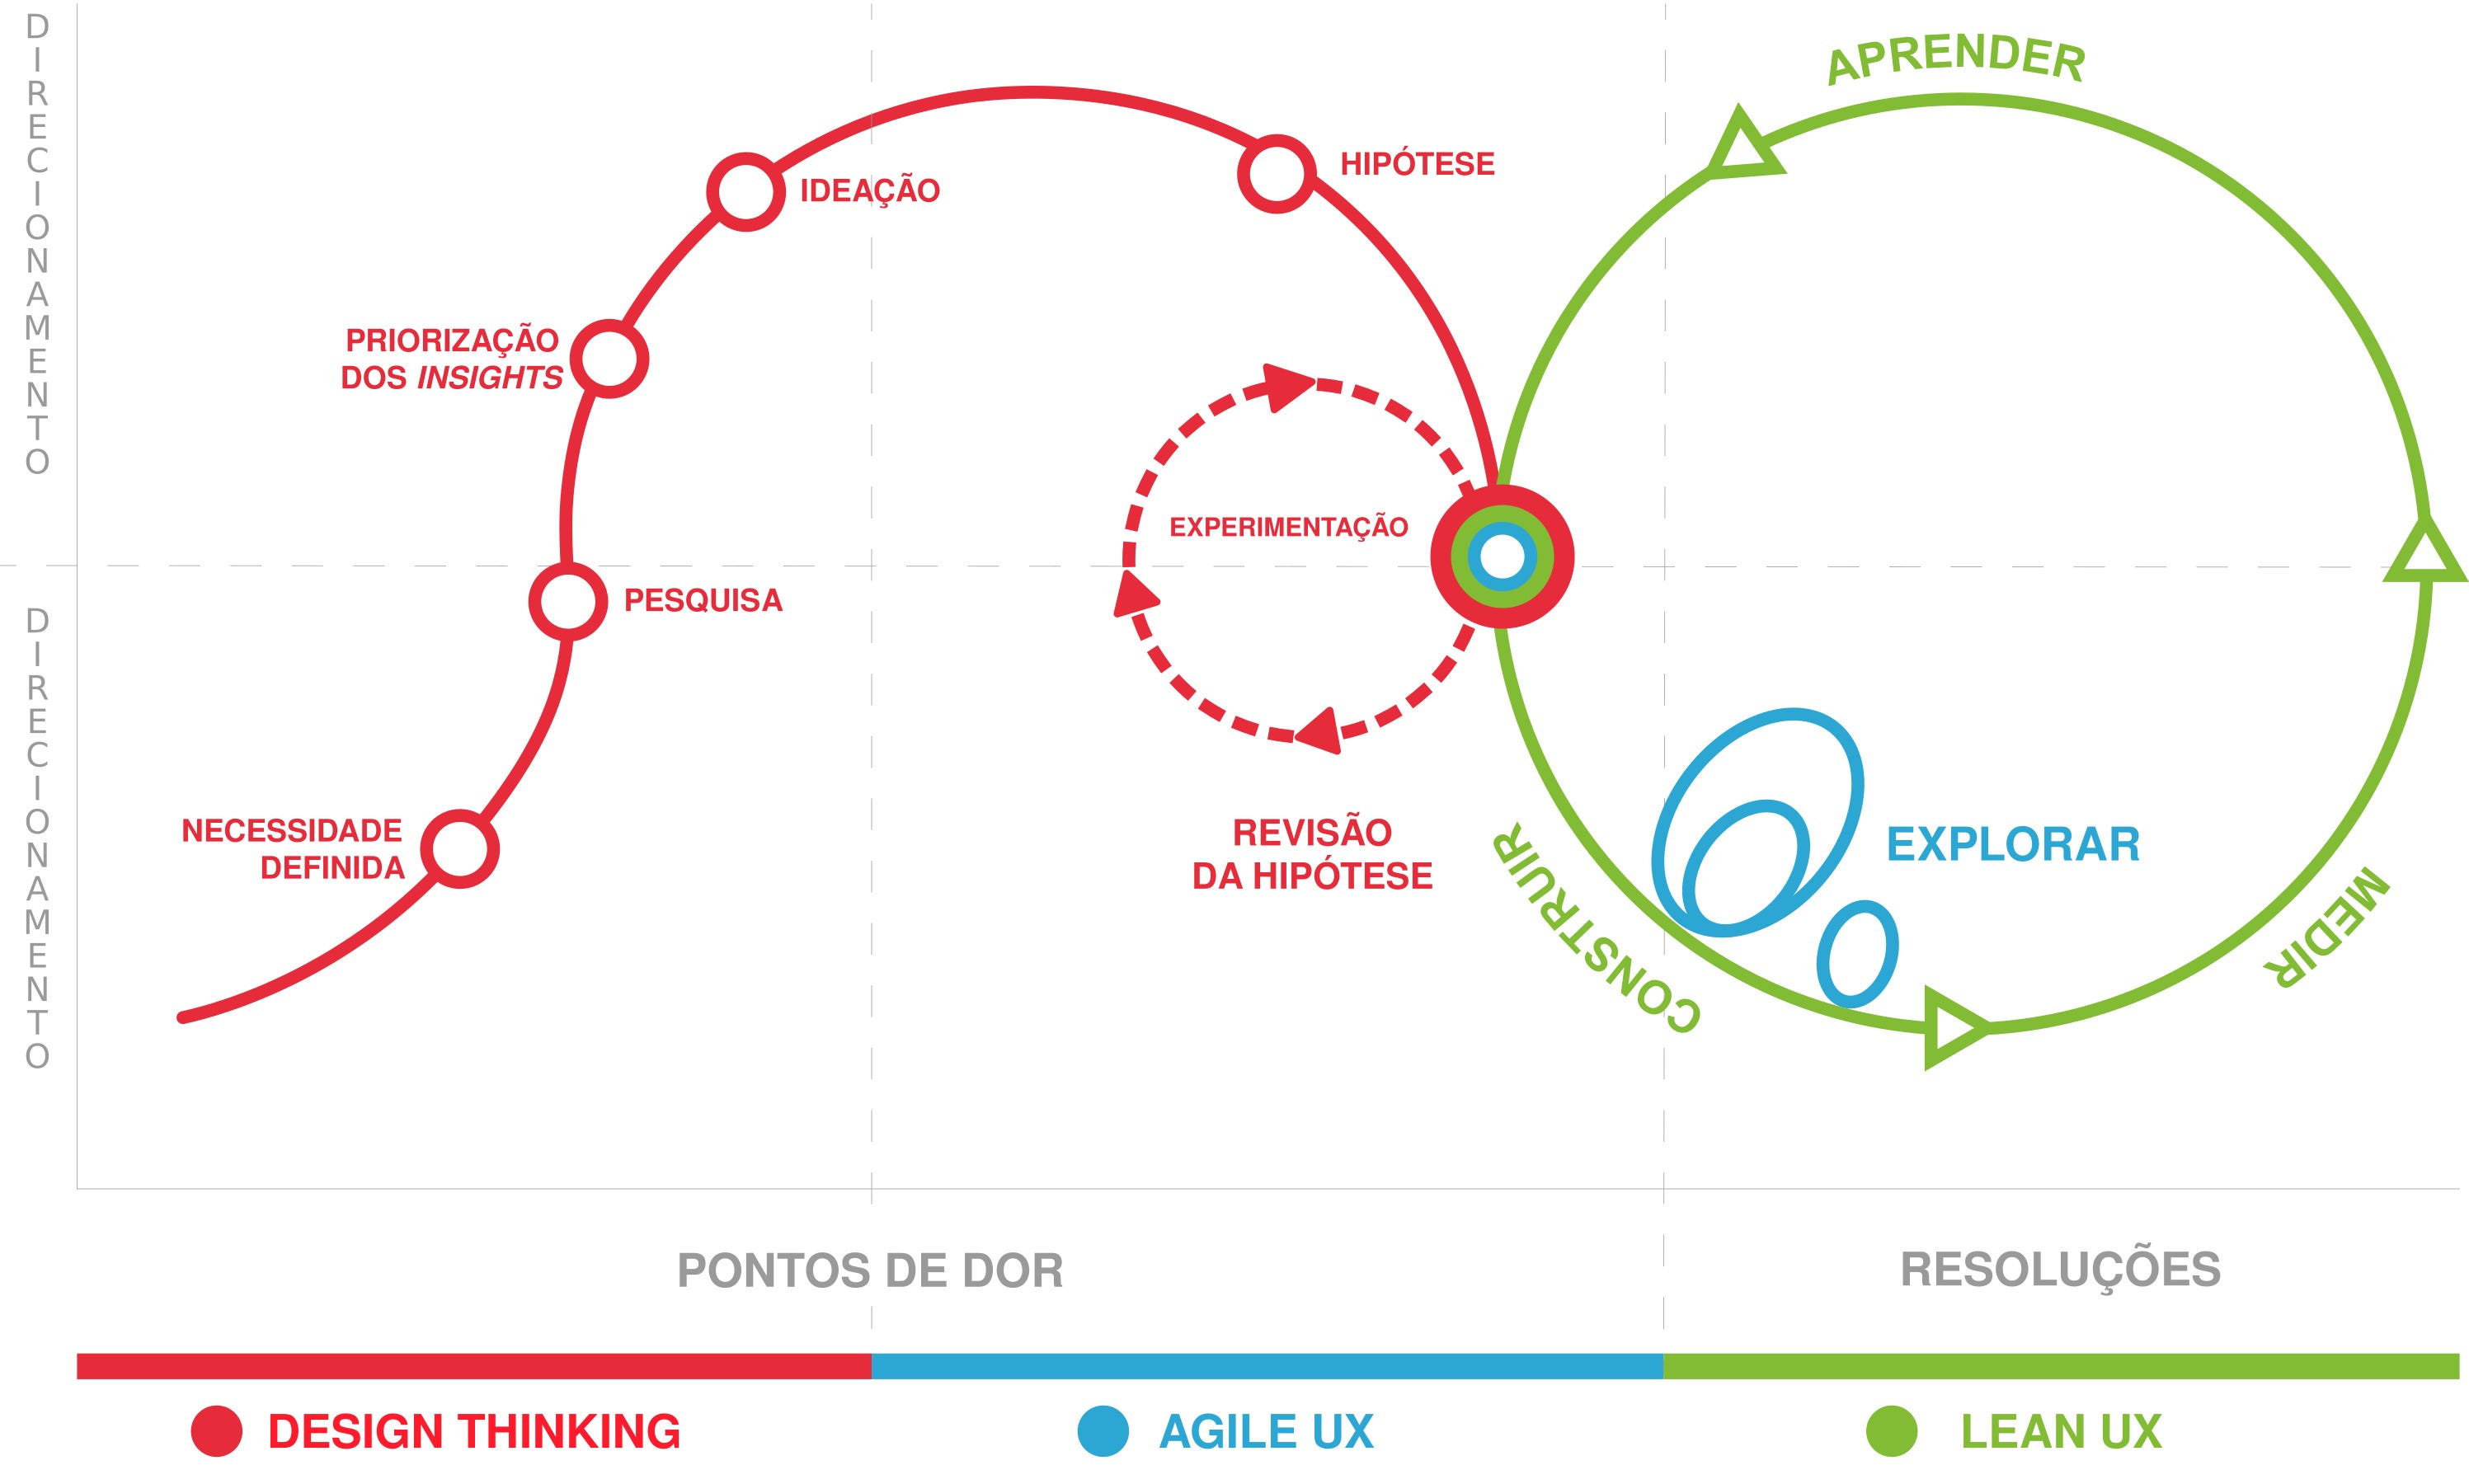 DIRECIONAMENTO
DIRECIONAMENTO
APRENDER
HIPÓTESE
IDEAÇÃO
PRIORIZAÇÃO
DOS INSIGHTS
EXPERIMENTAÇÃO
PESQUISA
NECESSIDADE
DEFINIDA
REVISÃO
DA HIPÓTESE
CONSTRUIR
EXPLORAR
MEDIR
PONTOS DE DOR
RESOLUÇÕES
DESIGN THINKING
AGILE UX
LEAN UX